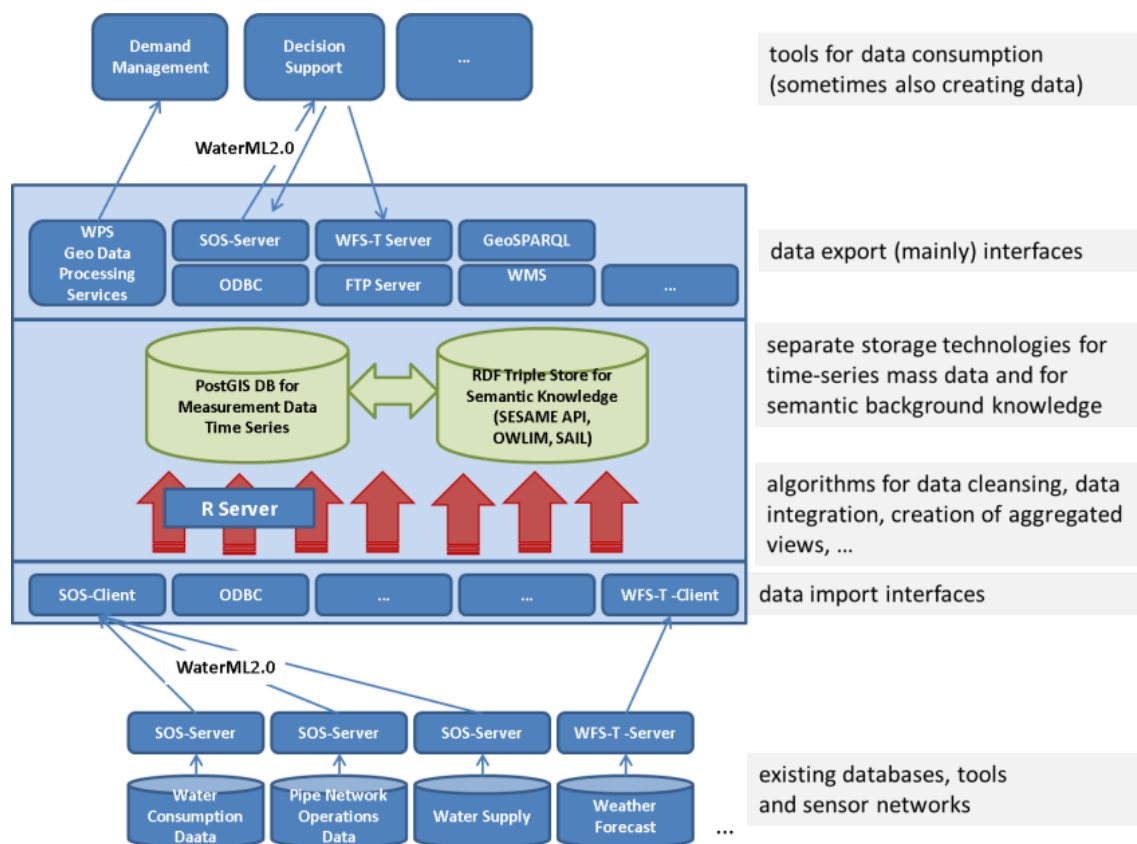 Demand
Management
Decision
Support
...
tools for data consumption
(sometimes also creating data)
WaterML2.0
WPS
Geo Data
Processing
Services
SOS-Server
WFS-T Server
GeoSPARQL
ODBC
FTP Server
WMS
...
data export (mainly) interfaces
PostGIS DB for
Measurement Data
Time Series
RDF Triple Store for
Semantic Knowledge
(SESAME API,
OWLIM, SAIL)
separate storage technologies for
time-series mass data and for
semantic background knowledge
R Server
algorithms for data cleansing, data
integration, creation of aggregated
views, ...
SOS-Client
ODBC
...
...
WFS-T -Client
data import interfaces
WaterML2.0
SOS-Server
SOS-Server
SOS-Server
WFS-T -Server
Water
Consumption
Daata
Pipe Network
Operations
Data
Water Supply
Weather
Forecast
...
existing databases, tools
and sensor networks